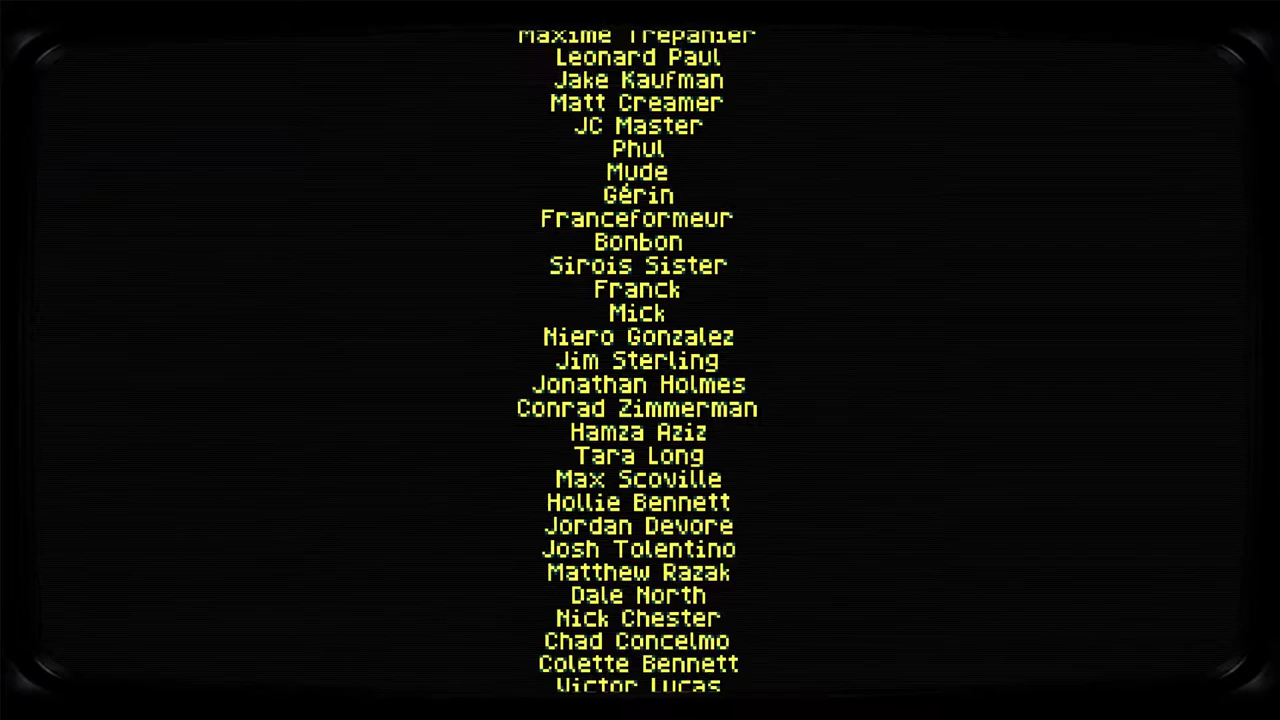 Maxime Trepanier
Leonard Paul
Jake Kaufman
Matt Creamer
JC Master
Phul
Mude
Gérin
Franceformeur
Bonbon
Sirois Sister
Franck
Mick
Niero Gonzalez
Jim Sterling
Jonathan Holmes
Conrad Zimmerman
Hamza Aziz
Tara Long
Max Scoville
Hollie Bennett
Jordan Devore
Josh Tolentino
Matthew Razak
Dale North
Nick Chester
Chad Concelmo
Colette Bennett
Victor Lucas